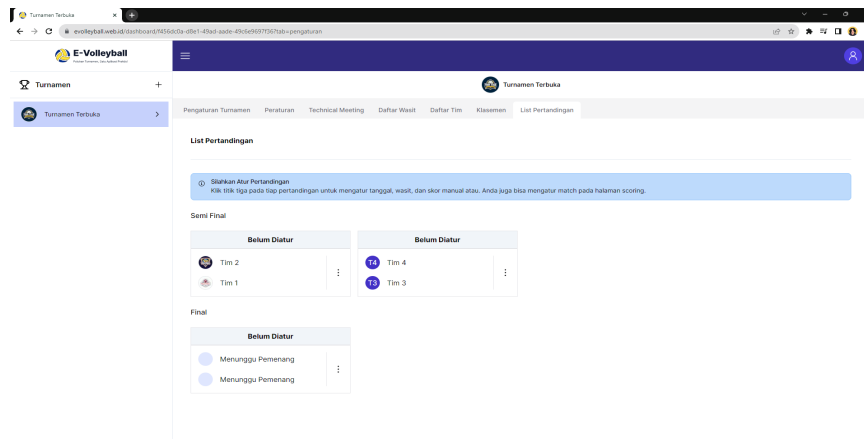 Turnamen Terbuka
evolleyball.web.id/dashboard/f456dc0a-d8e1-49ad-aade-49c6e9697f36?tab=pengaturan
E-Volleyball
Turnamen
Turnamen Terbuka
Turnamen Terbuka
Pengaturan Turnamen Peraturan Technical Meeting Daftar Wasit Daftar Tim Klasemen List Pertandingan
List Pertandingan
Silahkan Atur Pertandingan
Klik titik tiga pada tiap pertandingan untuk mengatur tanggal, wasit, dan skor manual atau. Anda juga bisa mengatur match pada halaman scoring.
Semi Final
Belum Diatur Belum Diatur
Tim 2 T4 Tim 4
Tim 1 T3 Tim 3
Final
Belum Diatur
Menunggu Pemenang
Menunggu Pemenang